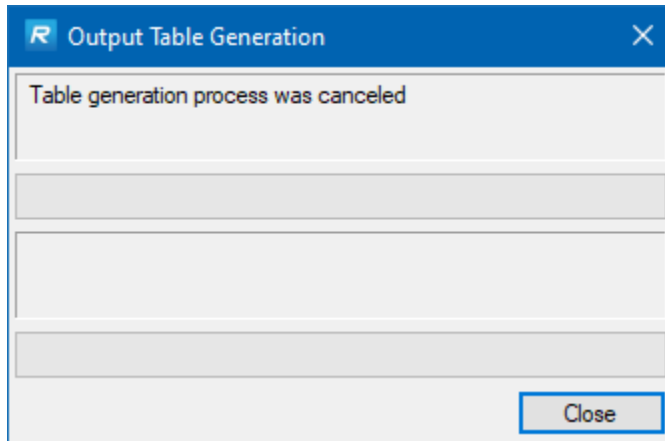 R Output Table Generation
Table generation process was canceled
Close